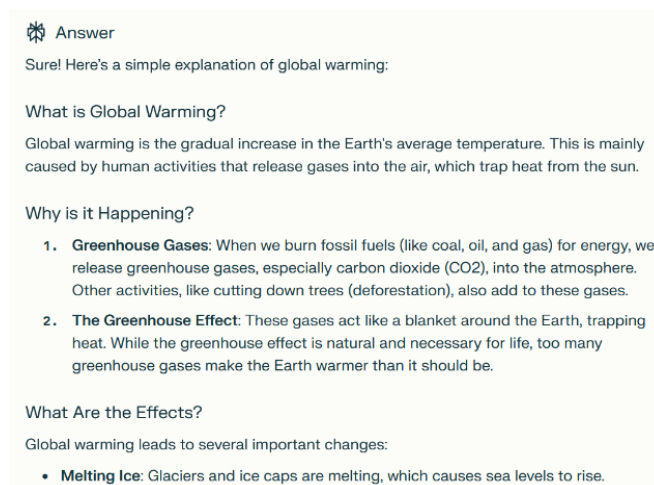 Answer
Sure! Here's a simple explanation of global warming:
What is Global Warming?
Global warming is the gradual increase in the Earth's average temperature. This is mainly
caused by human activities that release gases into the air, which trap heat from the sun.
Why is it Happening?
1. Greenhouse Gases: When we burn fossil fuels (like coal, oil, and gas) for energy, we
release greenhouse gases, especially carbon dioxide (CO2), into the atmosphere.
Other activities, like cutting down trees (deforestation), also add to these gases.
2. The Greenhouse Effect: These gases act like a blanket around the Earth, trapping
heat. While the greenhouse effect is natural and necessary for life, too many
greenhouse gases make the Earth warmer than it should be.
What Are the Effects?
Global warming leads to several important changes:
• Melting Ice: Glaciers and ice caps are melting, which causes sea levels to rise.